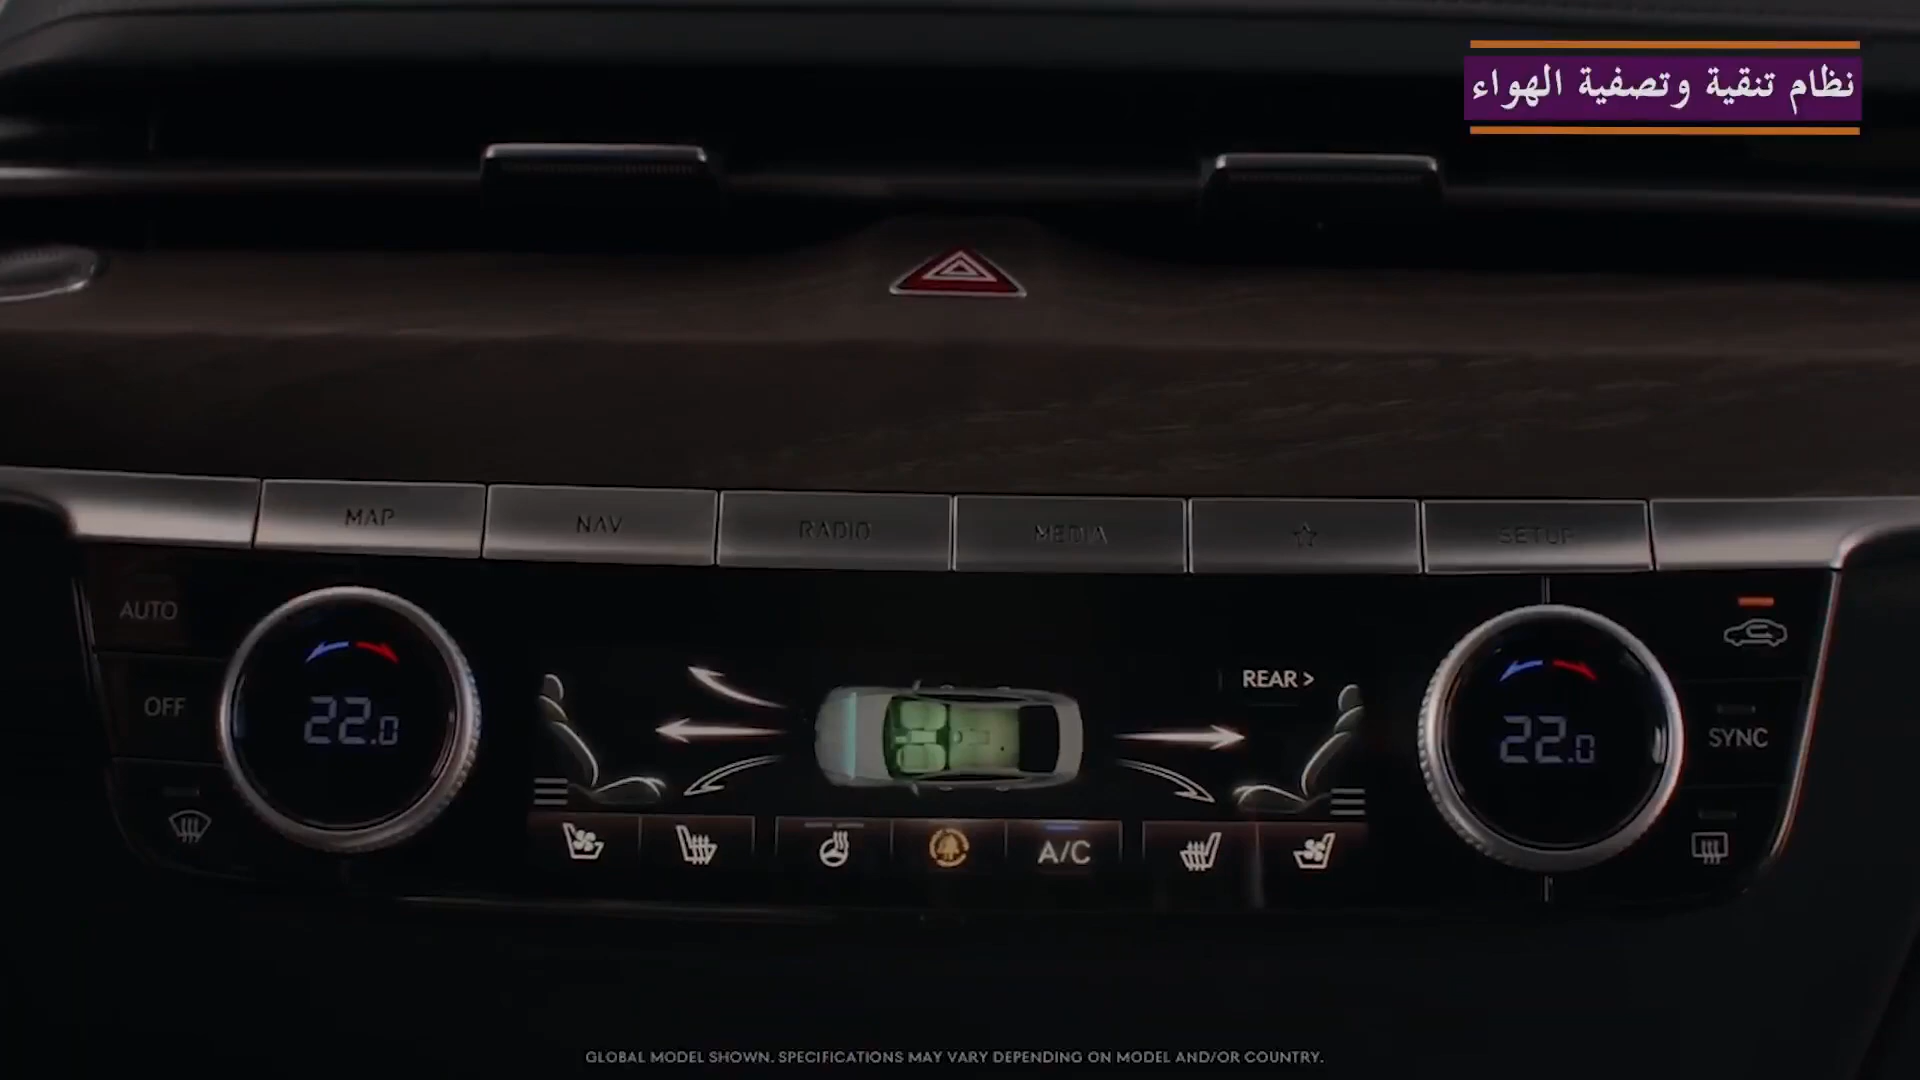 نظام تنقية وتصفية الهواء
MAP NAV RADIO MEDIA SETUP
AUTO
REAR >
OFF
22.0
22.0
SYNC
A/C
GLOBAL MODEL SHOWN. SPECIFICATIONS MAY VARY DEPENDING ON MODEL AND/OR COUNTRY.